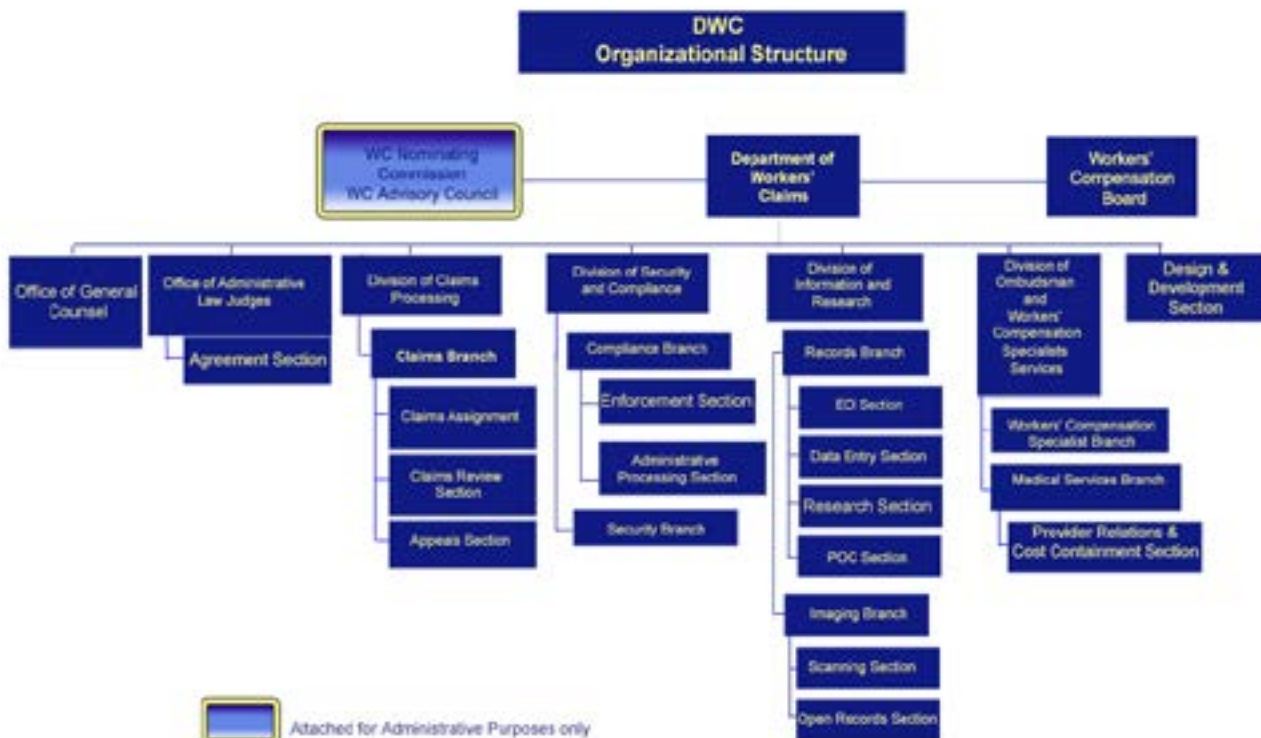 DWC
Organizational Structure
WC Nominating
Commission
WC Advisory Council
Department of
Workers'
Claims
Workers'
Compensation
Board
Office of General
Counsel
Office of Administrative
Law Judges
Agreement Section
Division of Claims
Processing
Claims Branch
Claims Assignment
Claims Review
Section
Appeals Section
Division of Security
and Compliance
Compliance Branch
Enforcement Section
Administrative
Processing Section
Security Branch
Division of
Information and
Research
Records Branch
EDI Section
Data Entry Section
Research Section
POC Section
Imaging Branch
Scanning Section
Open Records Section
Division of
Ombudsman
and
Workers'
Compensation
Specialists
Services
Workers' Compensation
Specialist Branch
Medical Services Branch
Provider Relations &
Cost Containment Section
Design &
Development
Section
Attached for Administrative Purposes only